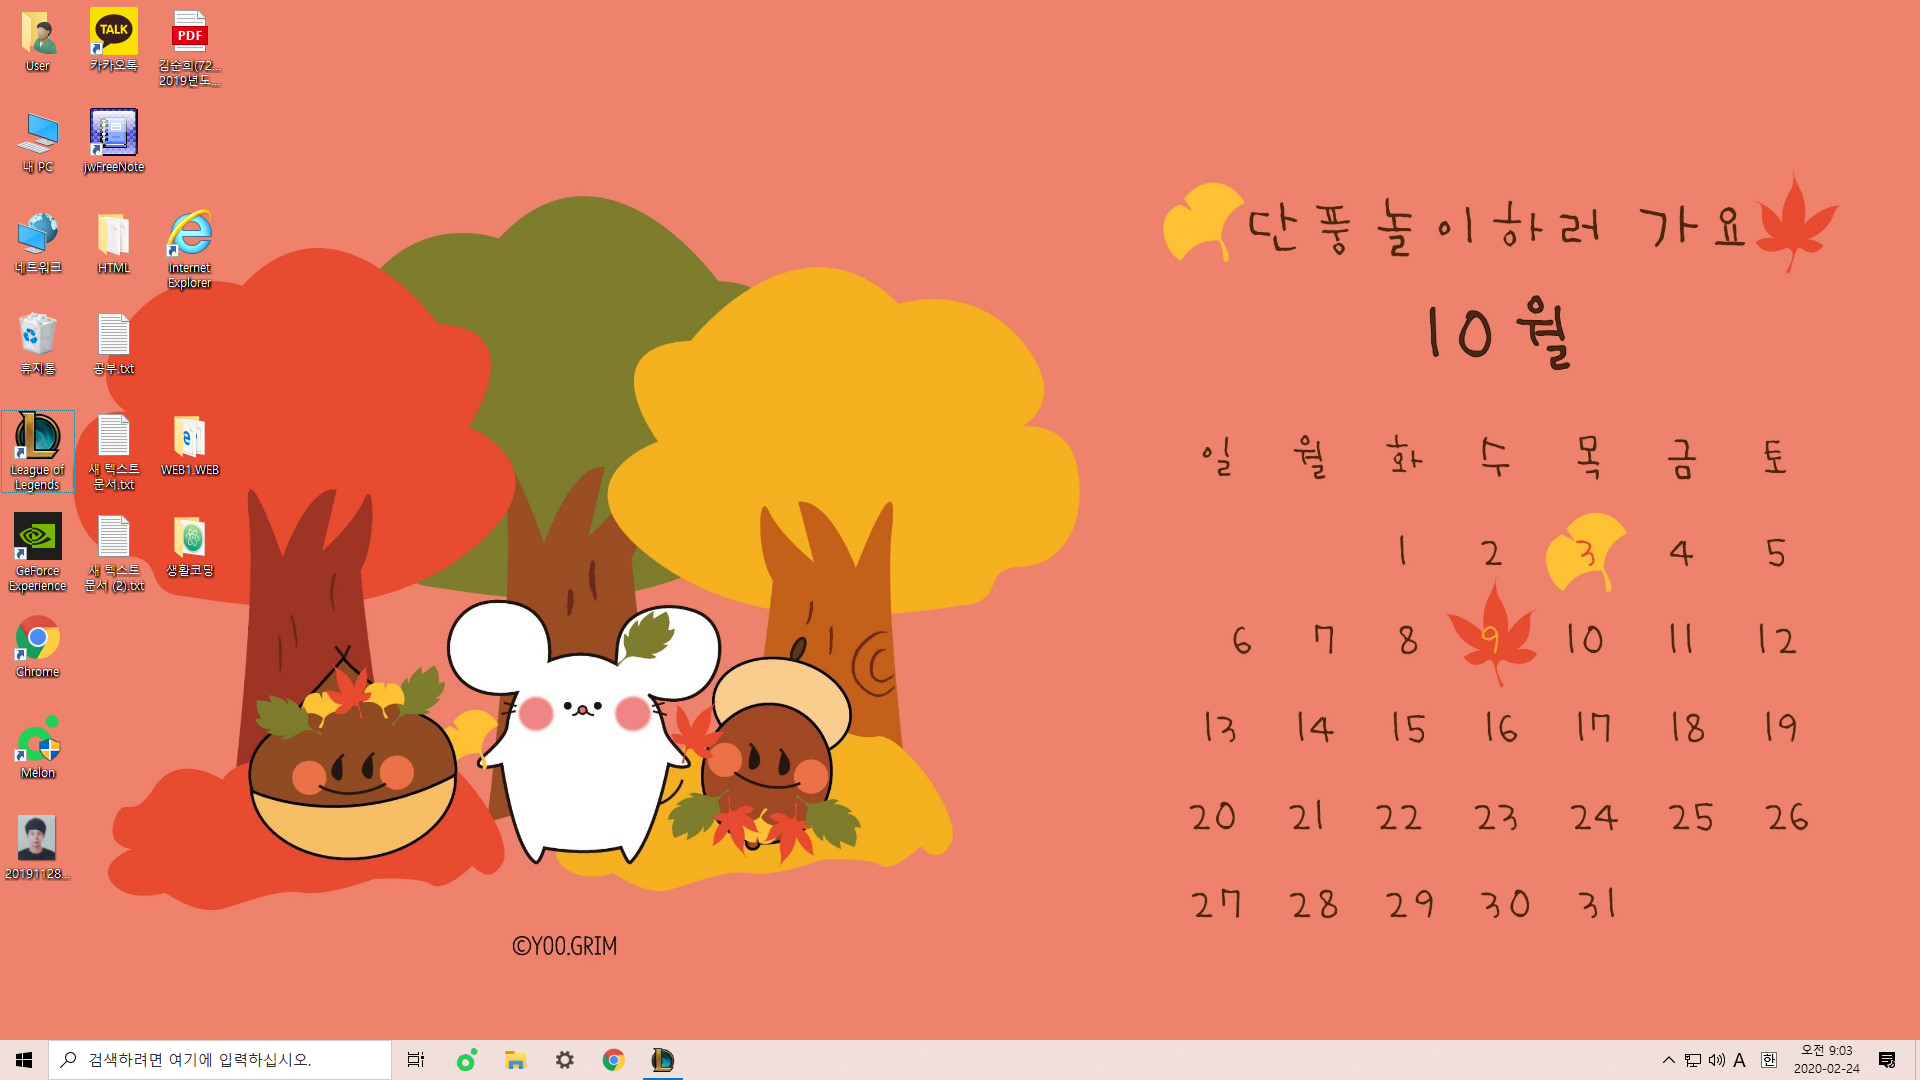 User
TALK
카카오톡
PDF
김순희(72...
2019년도...
내 PC
jwFreeNote
네트워크
HTML
Internet
Explorer
휴지통
공부.txt
League of
Legends
새 텍스트
문서.txt
WEB1.WEB
GeForce
Experience
새 텍스트
문서 (2).txt
생활코딩
Chrome
Melon
20191128...
단풍놀이하러 가요
10월
일 월 화 수 목 금 토
1 2 3 4 5
6 7 8 9 10 11 12
13 14 15 16 17 18 19
20 21 22 23 24 25 26
27 28 29 30 31
©YOO.GRIM
검색하려면 여기에 입력하십시오.
A 한
오전 9:03
2020-02-24